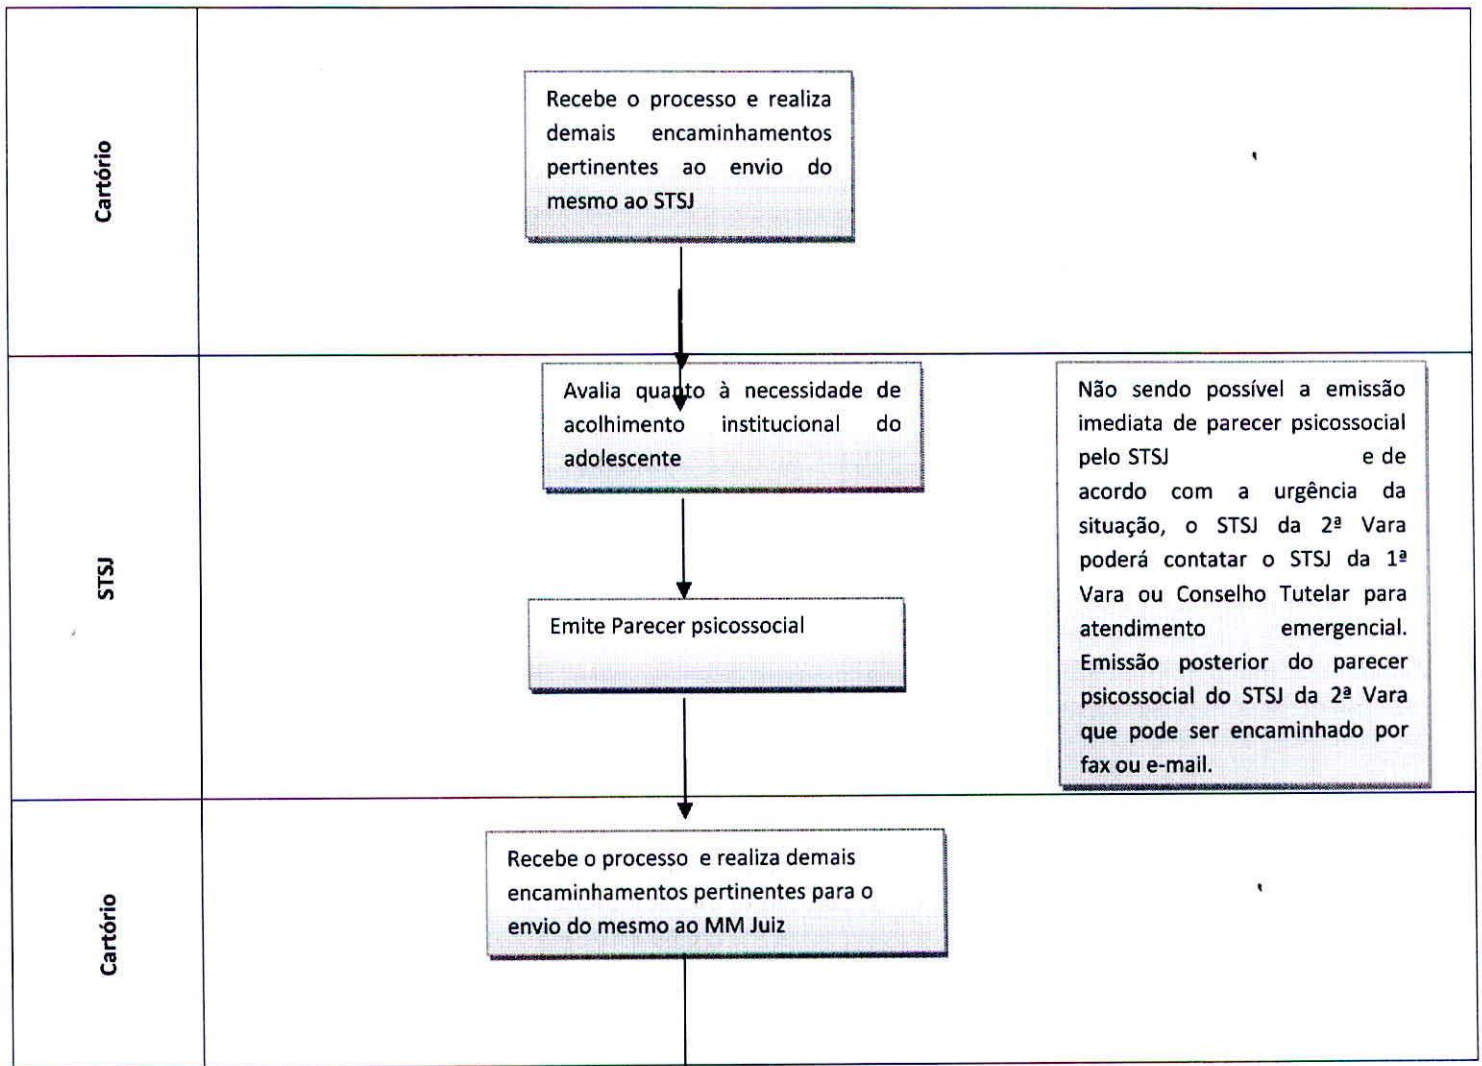 Cartório
Recebe o processo e realiza
demais encaminhamentos
pertinentes ao envio do
mesmo ao STSJ
STSJ
Avalia quanto à necessidade de
acolhimento institucional do
adolescente
Emite Parecer psicossocial
Não sendo possível a emissão
imediata de parecer psicossocial
pelo STSJ e de
acordo com a urgência da
situação, o STSJ da 2ª Vara
poderá contatar o STSJ da 1ª
Vara ou Conselho Tutelar para
atendimento emergencial.
Emissão posterior do parecer
psicossocial do STSJ da 2ª Vara
que pode ser encaminhado por
fax ou e-mail.
Cartório
Recebe o processo e realiza demais
encaminhamentos pertinentes para o
envio do mesmo ao MM Juiz